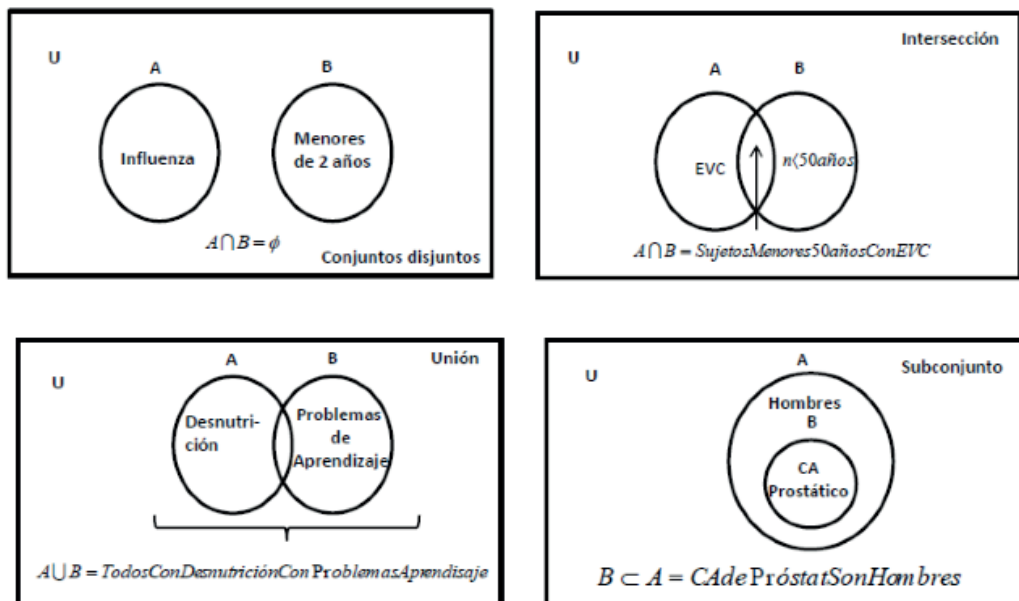 U
A
B
Influenza
Menores
de 2 años
A∩B=ϕ
Conjuntos disjuntos
Intersección
U
A
B
EVC
n⟨50años
A∩B = SujetosMenores50añosConEVC
Unión
U
A
B
Desnutri-
ción
Problemas
de
Aprendizaje
A∪B = TodosConDesnutriciónConProblemasAprendisaje
Subconjunto
U
A
Hombres
B
CA
Prostático
B ⊂ A = CAdePróstatSonHombres